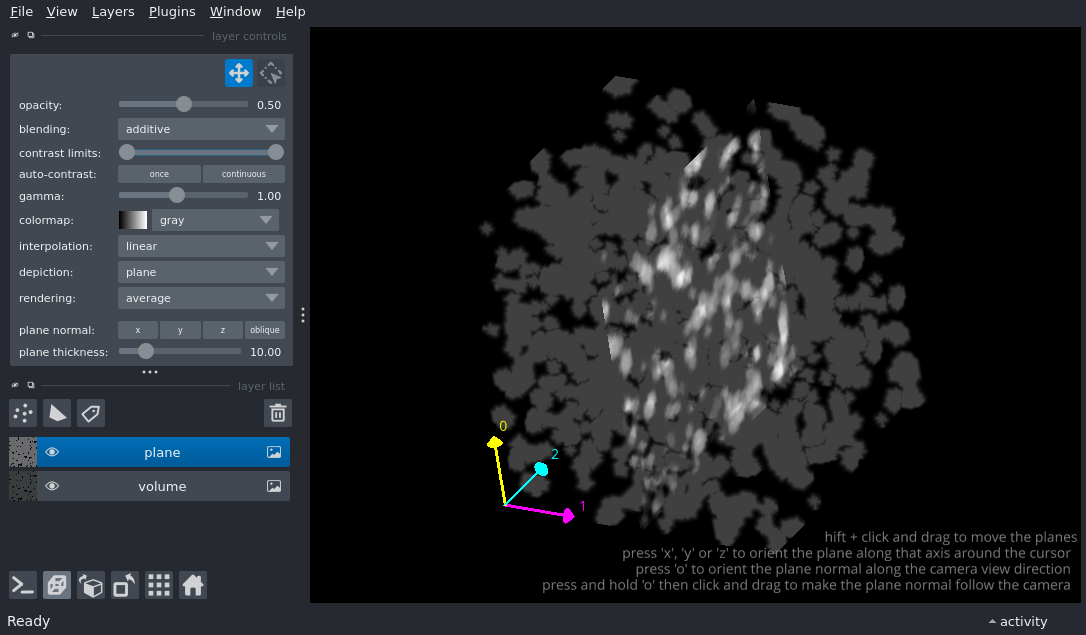 File View Layers Plugins Window Help
layer controls
opacity: 0.50
blending: additive
contrast limits:
auto-contrast: once continuous
gamma: 1.00
colormap: gray
interpolation: linear
depiction: plane
rendering: average
plane normal: x y z oblique
plane thickness: 10.00
layer list
plane
volume
0
2
1
hift + click and drag to move the planes
press 'x', 'y' or 'z' to orient the plane along that axis around the cursor
press 'o' to orient the plane normal along the camera view direction
press and hold 'o' then click and drag to make the plane normal follow the camera
Ready activity